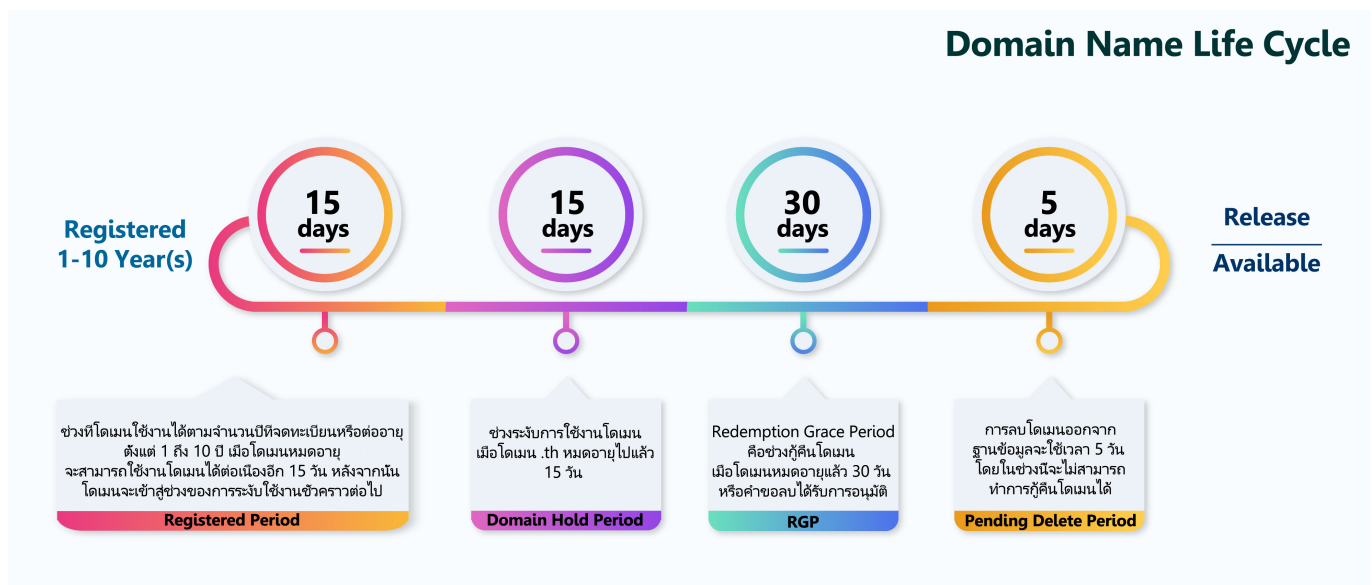 Domain Name Life Cycle
Registered
1-10 Year(s)
15
days
15
days
30
days
5
days
Release
Available
ช่วงที่โดเมนใช้งานได้ตามจำนวนปีที่จดทะเบียนหรือต่ออายุ
ตั้งแต่ 1 ถึง 10 ปี เมื่อโดเมนหมดอายุ
จะสามารถใช้งานโดเมนได้ต่อเนื่องอีก 15 วัน หลังจากนั้น
โดเมนจะเข้าสู่ช่วงของการระงับใช้งานชั่วคราวต่อไป
Registered Period
ช่วงระงับการใช้งานโดเมน
เมื่อโดเมน .th หมดอายุไปแล้ว
15 วัน
Domain Hold Period
Redemption Grace Period
คือช่วงกู้คืนโดเมน
เมื่อโดเมนหมดอายุแล้ว 30 วัน
หรือคำขอลบได้รับการอนุมัติ
RGP
การลบโดเมนออกจาก
ฐานข้อมูลจะใช้เวลา 5 วัน
โดยในช่วงนี้จะไม่สามารถ
ทำการกู้คืนโดเมนได้
Pending Delete Period